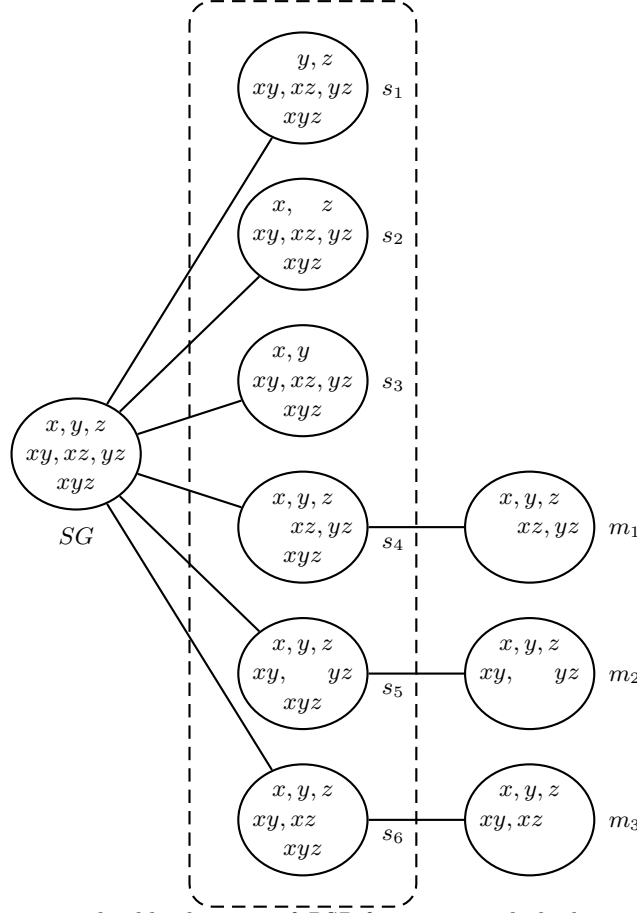 y, z
xy, xz, yz
xyz
s1
x, z
xy, xz, yz
xyz
s2
x, y
xy, xz, yz
xyz
s3
x, y, z
xy, xz, yz
xyz
SG
x, y, z
xz, yz
xyz
s4
x, y, z
xz, yz
m1
x, y, z
xy, yz
xyz
s5
x, y, z
xy, yz
m2
x, y, z
xy, xz
xyz
s6
x, y, z
xy, xz
m3